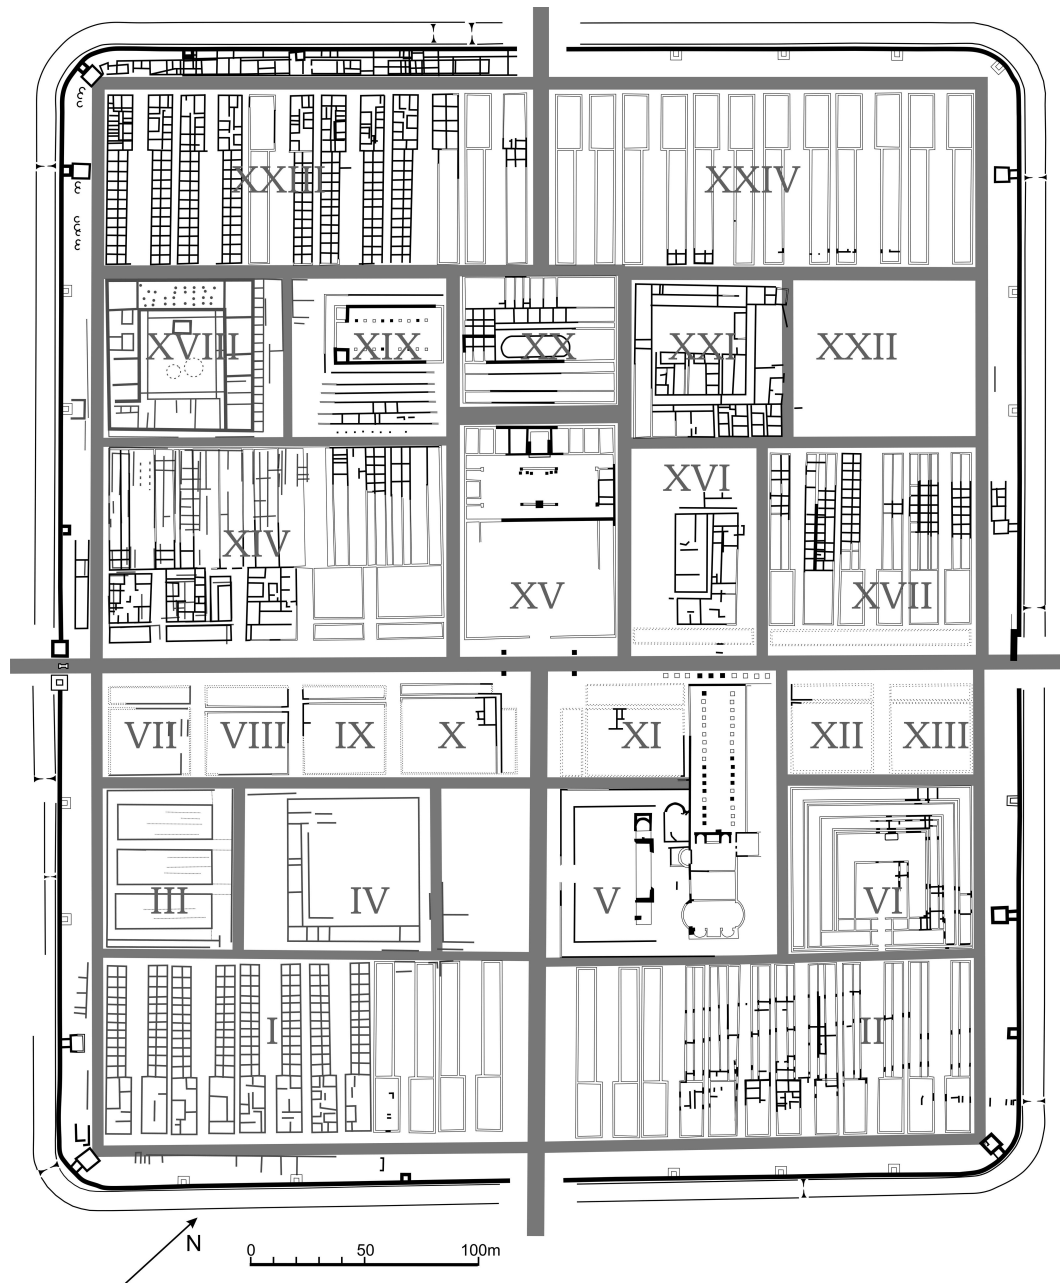 XXIII XXIV
XVIII XIX XX XXI XXII
XIV XV XVI XVII
VII VIII IX X XI XII XIII
III IV V VI
I II
N
0 50 100m